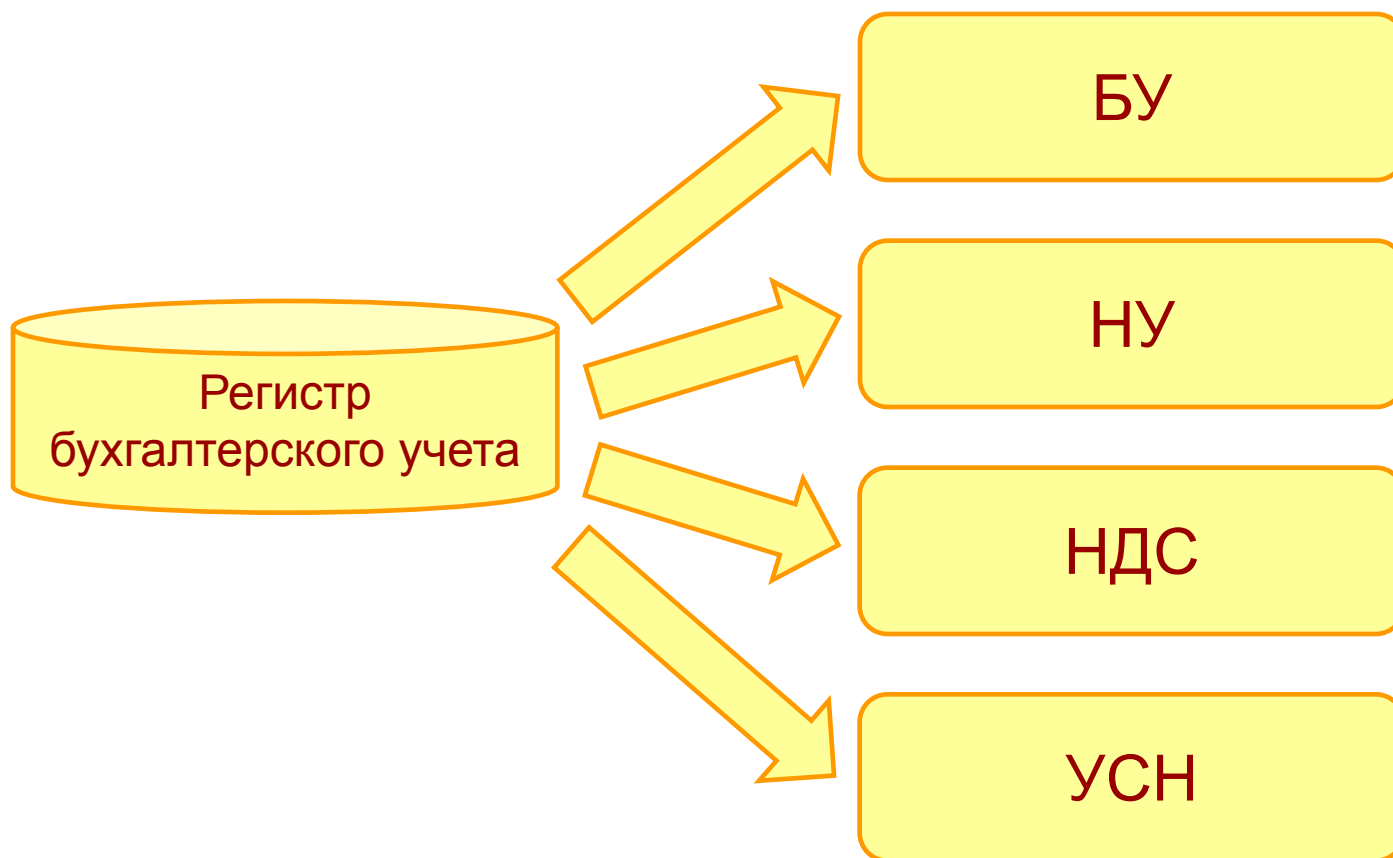 БУ
НУ
Регистр
бухгалтерского учета
НДС
УСН